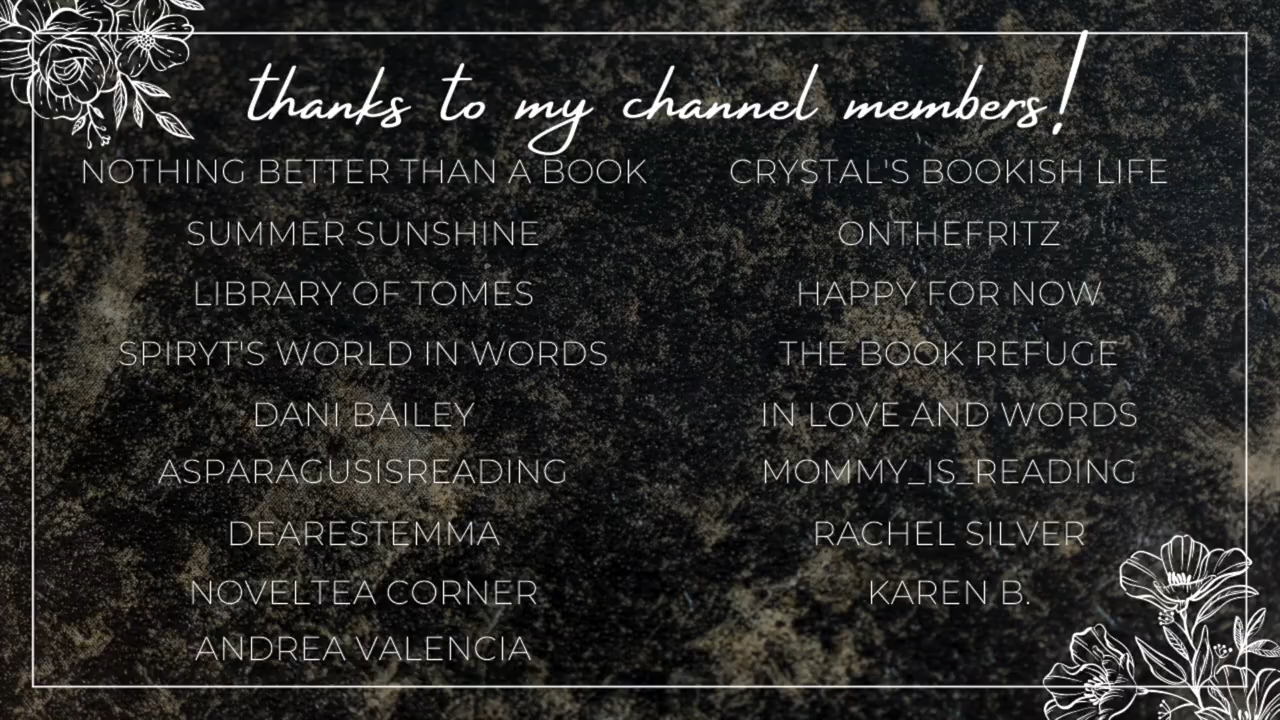 thanks to my channel members!
NOTHING BETTER THAN A BOOK
SUMMER SUNSHINE
LIBRARY OF TOMES
SPIRYT'S WORLD IN WORDS
DANI BAILEY
ASPARAGUSISREADING
DEARESTEMMA
NOVELTEA CORNER
ANDREA VALENCIA
CRYSTAL'S BOOKISH LIFE
ONTHEFRITZ
HAPPY FOR NOW
THE BOOK REFUGE
IN LOVE AND WORDS
MOMMY_IS_READING
RACHEL SILVER
KAREN B.